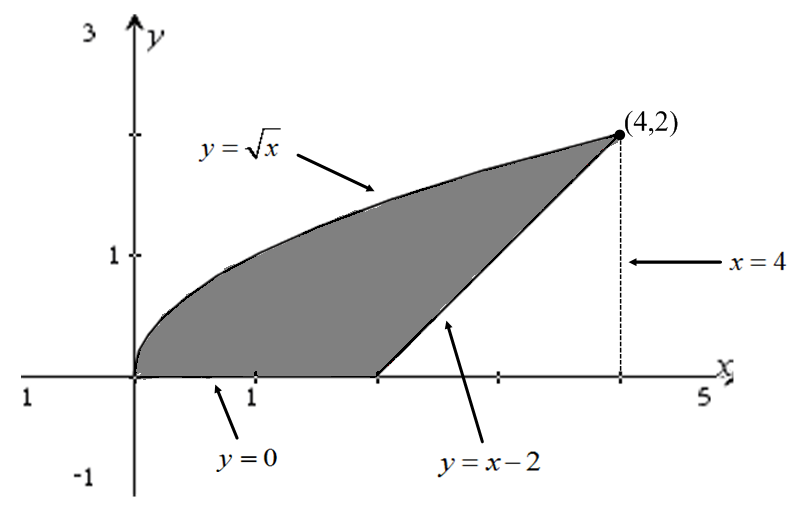 3
y
(4,2)
y = √x
1
x = 4
x
1
1
5
y = 0
y = x − 2
-1